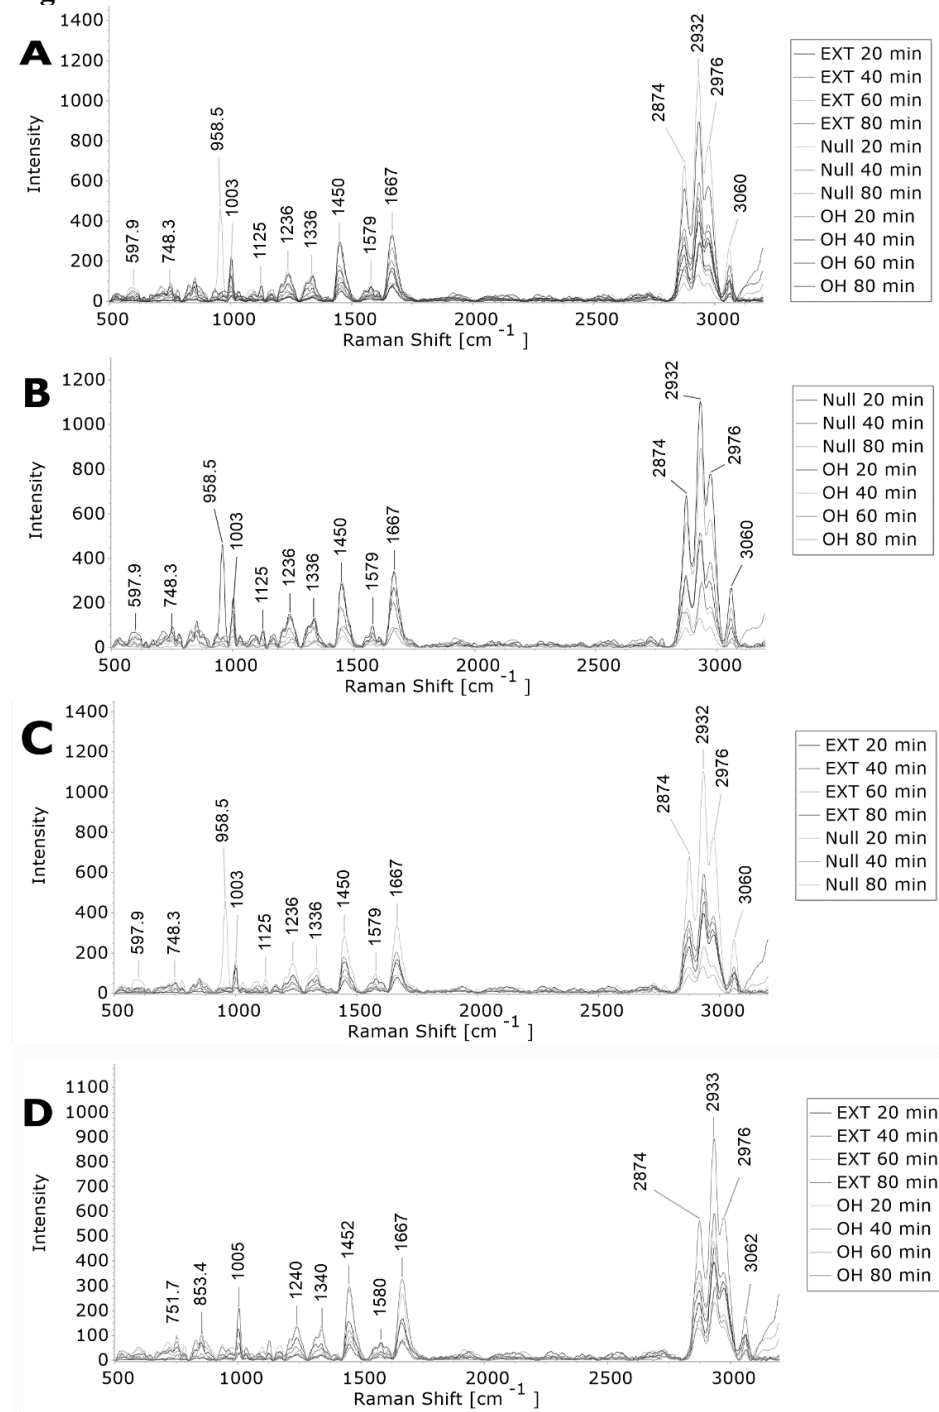 A
1400
1200
1000
800
600
400
200
0
Intensity
597.9
748.3
958.5
1003
1125
1236
1336
1450
1579
1667
2874
2932
2976
3060
500 1000 1500 2000 2500 3000
Raman Shift [cm -1 ]
EXT 20 min
EXT 40 min
EXT 60 min
EXT 80 min
Null 20 min
Null 40 min
Null 80 min
OH 20 min
OH 40 min
OH 60 min
OH 80 min
B
1200
1000
800
600
400
200
0
Intensity
597.9
748.3
958.5
1003
1125
1236
1336
1450
1579
1667
2874
2932
2976
3060
500 1000 1500 2000 2500 3000
Raman Shift [cm -1 ]
Null 20 min
Null 40 min
Null 80 min
OH 20 min
OH 40 min
OH 60 min
OH 80 min
C
1400
1200
1000
800
600
400
200
0
Intensity
597.9
748.3
958.5
1003
1125
1236
1336
1450
1579
1667
2874
2932
2976
3060
500 1000 1500 2000 2500 3000
Raman Shift [cm -1 ]
EXT 20 min
EXT 40 min
EXT 60 min
EXT 80 min
Null 20 min
Null 40 min
Null 80 min
D
1100
1000
900
800
700
600
500
400
300
200
100
0
Intensity
751.7
853.4
1005
1240
1340
1452
1580
1667
2874
2933
2976
3062
500 1000 1500 2000 2500 3000
Raman Shift [cm -1 ]
EXT 20 min
EXT 40 min
EXT 60 min
EXT 80 min
OH 20 min
OH 40 min
OH 60 min
OH 80 min